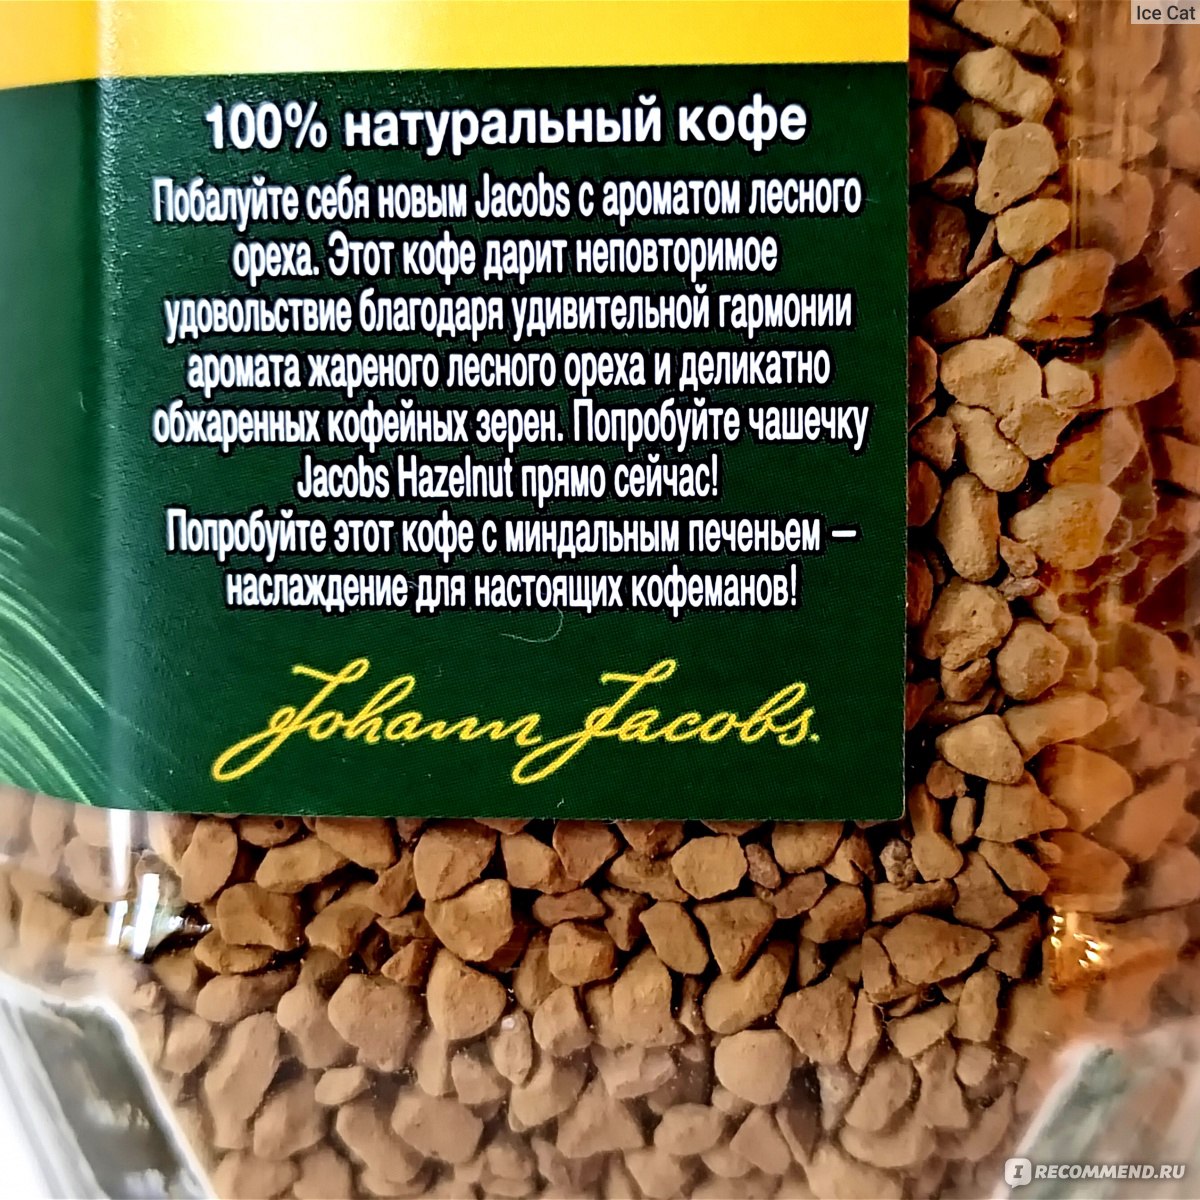 Ice Cat
100% натуральный кофе
Побалуйте себя новым Jacobs с ароматом лесного
ореха. Этот кофе дарит неповторимое
удовольствие благодаря удивительной гармонии
аромата жареного лесного ореха и деликатно
обжаренных кофейных зерен. Попробуйте чашечку
Jacobs Hazelnut прямо сейчас!
Попробуйте этот кофе с миндальным печеньем –
наслаждение для настоящих кофеманов!
Johann Jacobs.
I RECOMMEND.RU